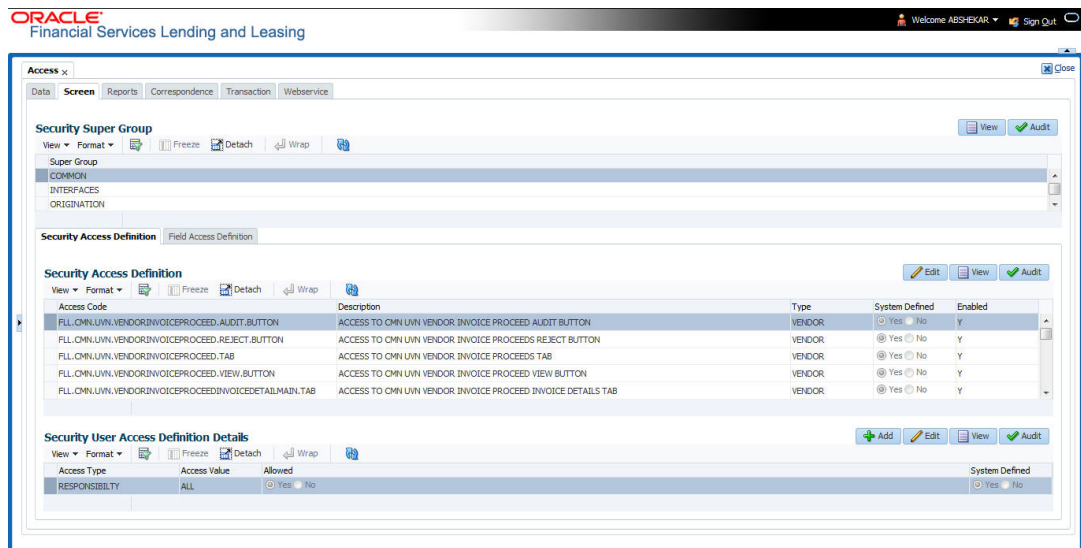 ORACLE®
Financial Services Lending and Leasing
Welcome ABSHEKAR Sign Out
Access x
Close
Data Screen Reports Correspondence Transaction Webservice
Security Super Group
View Audit
View Format Freeze Detach Wrap
Super Group
COMMON
INTERFACES
ORIGINATION
Security Access Definition Field Access Definition
Security Access Definition
Edit View Audit
View Format Freeze Detach Wrap
Access Code Description Type System Defined Enabled
FLL.CMN.UVN.VENDORINVOICEPROCEED.AUDIT.BUTTON ACCESS TO CMN UVN VENDOR INVOICE PROCEED AUDIT BUTTON VENDOR Yes No Y
FLL.CMN.UVN.VENDORINVOICEPROCEED.REJECT.BUTTON ACCESS TO CMN UVN VENDOR INVOICE PROCEEDS REJECT BUTTON VENDOR Yes No Y
FLL.CMN.UVN.VENDORINVOICEPROCEED.TAB ACCESS TO CMN UVN VENDOR INVOICE PROCEEDS TAB VENDOR Yes No Y
FLL.CMN.UVN.VENDORINVOICEPROCEED.VIEW.BUTTON ACCESS TO CMN UVN VENDOR INVOICE PROCEED VIEW BUTTON VENDOR Yes No Y
FLL.CMN.UVN.VENDORINVOICEPROCEEDINVOICEDETAILMAIN.TAB ACCESS TO CMN UVN VENDOR INVOICE PROCEED INVOICE DETAILS TAB VENDOR Yes No Y
Security User Access Definition Details
Add Edit View Audit
View Format Freeze Detach Wrap
Access Type Access Value Allowed System Defined
RESPONSIBILTY ALL Yes No Yes No